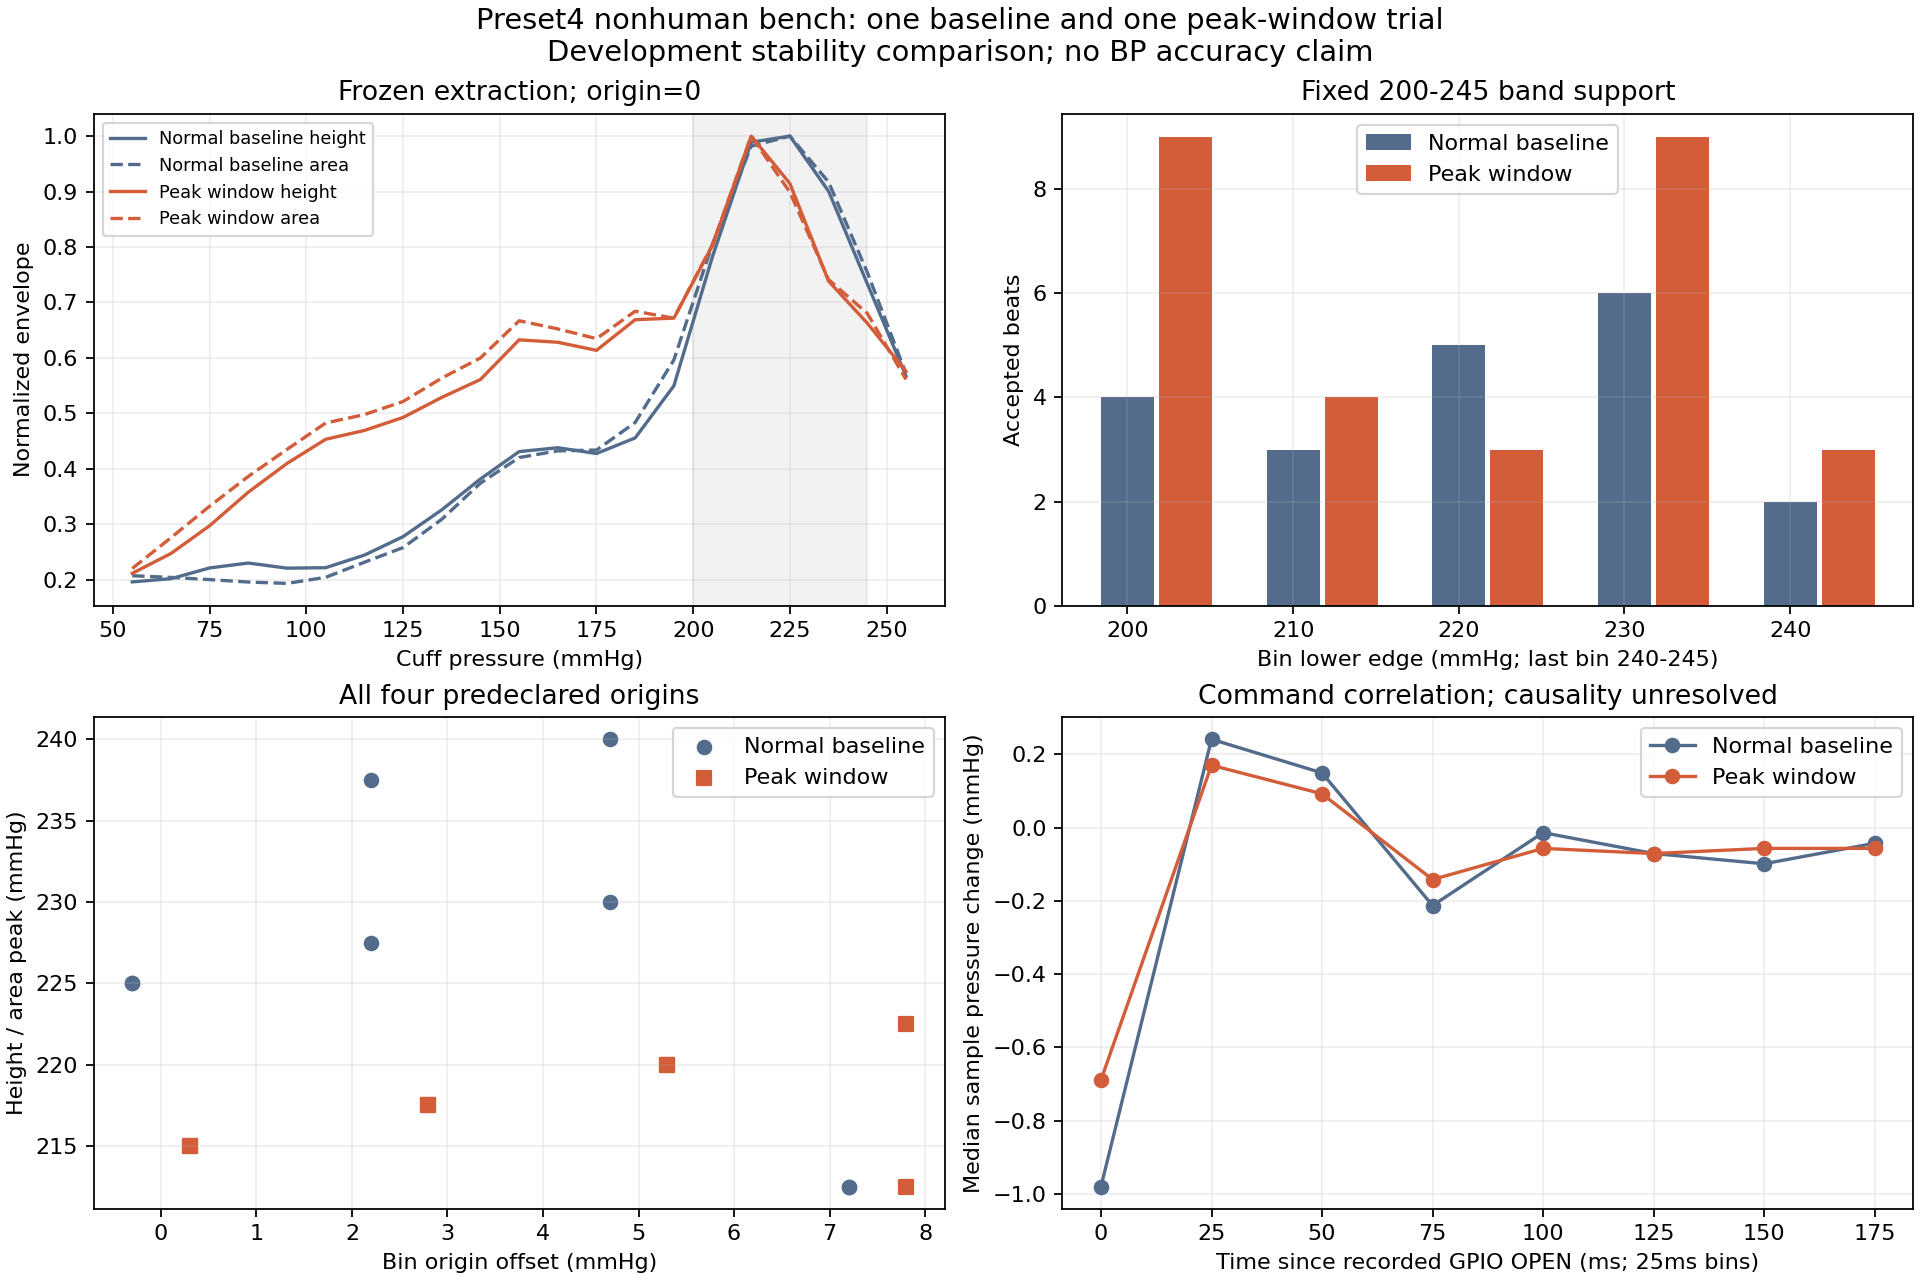 Preset4 nonhuman bench: one baseline and one peak-window trial
Development stability comparison; no BP accuracy claim
Frozen extraction; origin=0
Normal baseline height
Normal baseline area
Peak window height
Peak window area
Normalized envelope
1.0
0.9
0.8
0.7
0.6
0.5
0.4
0.3
0.2
50 75 100 125 150 175 200 225 250
Cuff pressure (mmHg)
Fixed 200-245 band support
Normal baseline
Peak window
Accepted beats
8
6
4
2
0
200 210 220 230 240
Bin lower edge (mmHg; last bin 240-245)
All four predeclared origins
Normal baseline
Peak window
Height / area peak (mmHg)
240
235
230
225
220
215
0 1 2 3 4 5 6 7 8
Bin origin offset (mmHg)
Command correlation; causality unresolved
Normal baseline
Peak window
Median sample pressure change (mmHg)
0.2
0.0
−0.2
−0.4
−0.6
−0.8
−1.0
0 25 50 75 100 125 150 175
Time since recorded GPIO OPEN (ms; 25ms bins)